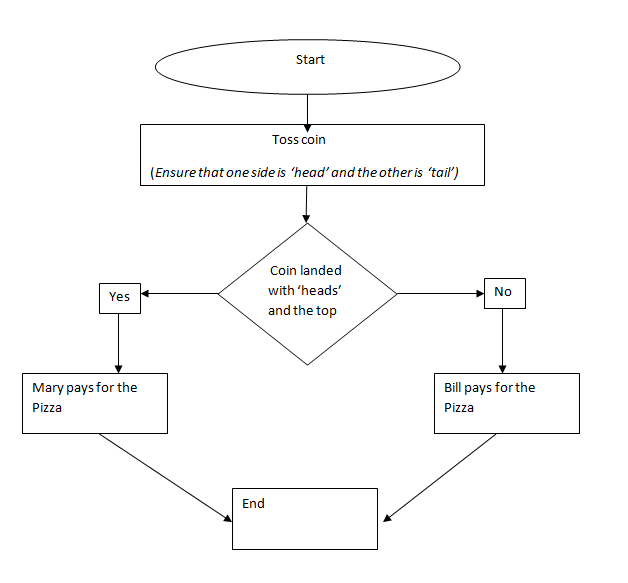 Start
Toss coin
(Ensure that one side is ‘head’ and the other is ‘tail’)
Coin landed
with ‘heads’
and the top
Yes
No
Mary pays for the
Pizza
Bill pays for the
Pizza
End